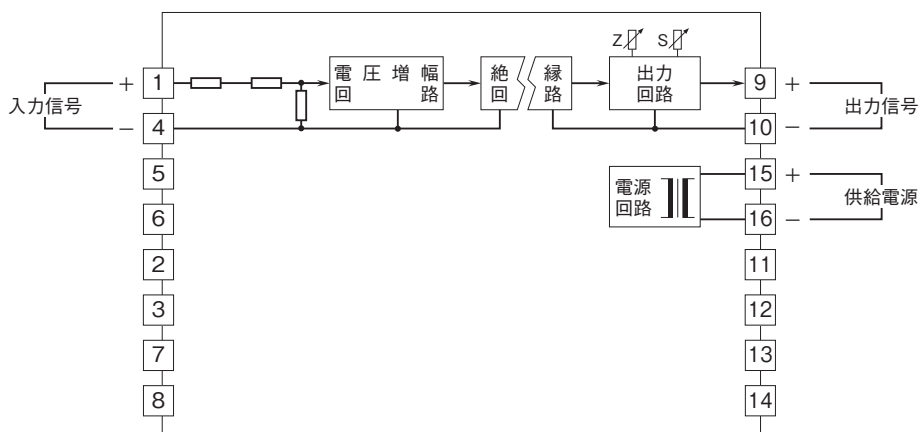 Z S
電圧増幅
回路
絶縁
回路
出力
回路
+ 1
9 +
入力信号
出力信号
− 4
10 −
5
15 +
電源
回路
供給電源
6
16 −
2
11
3
12
7
13
8
14